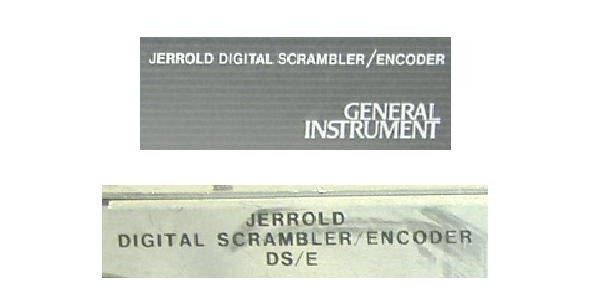 JERROLD DIGITAL SCRAMBLER/ENCODER
GENERAL
INSTRUMENT
JERROLD
DIGITAL SCRAMBLER/ENCODER
DS/E